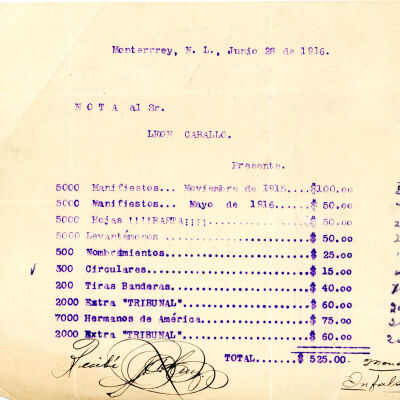 Monterrrey, N. L., Junio 28 de 1916.
N O T A al Sr.
LEON CABALLO.
Presente.
5000 Manifiestos... Noviembre de 1915....$100.00
5000 Manifiestos... Mayo de 1916......$ 50.00
5000 Hojas !!!!BASTA¡¡¡¡..................$ 50.00
5000 Levantémonos.........................$ 50.00
500 Nombramientos........................$ 25.00
300 Circulares...........................$ 15.00
200 Tiras Banderas.......................$ 40.00
2000 Extra "TRIBUNAL".....................$ 60.00
7000 Hermanos de América..................$ 75.00
2000 Extra "TRIBUNAL".....................$ 60.00
TOTAL......$ 525.00.
Recibí